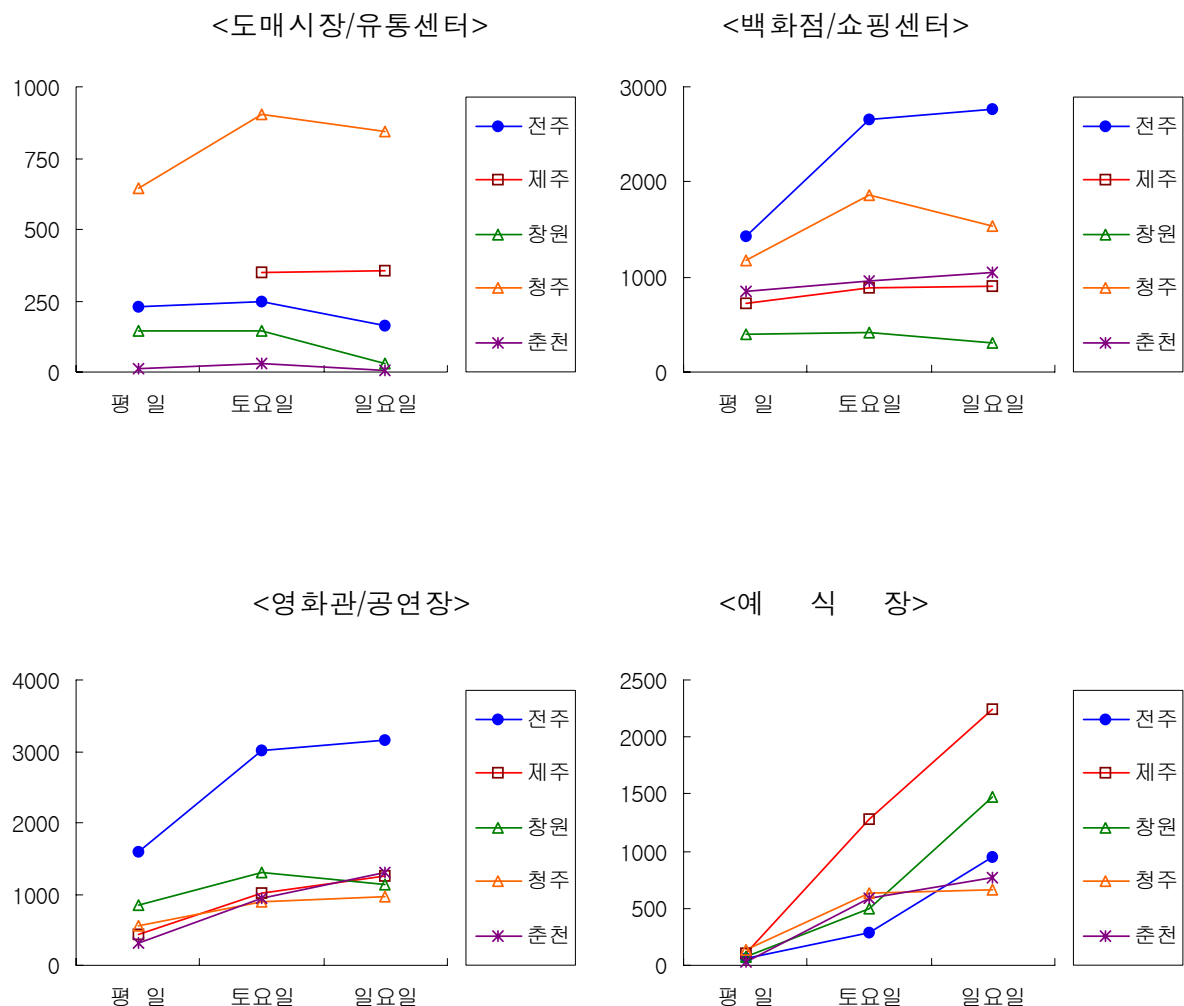 <도매시장/유통센터>
1000
750
500
250
0
평 일 토요일 일요일
전주
제주
창원
청주
춘천
<백화점/쇼핑센터>
3000
2000
1000
0
평 일 토요일 일요일
전주
제주
창원
청주
춘천
<영화관/공연장>
4000
3000
2000
1000
0
평 일 토요일 일요일
전주
제주
창원
청주
춘천
<예 식 장>
2500
2000
1500
1000
500
0
평 일 토요일 일요일
전주
제주
창원
청주
춘천